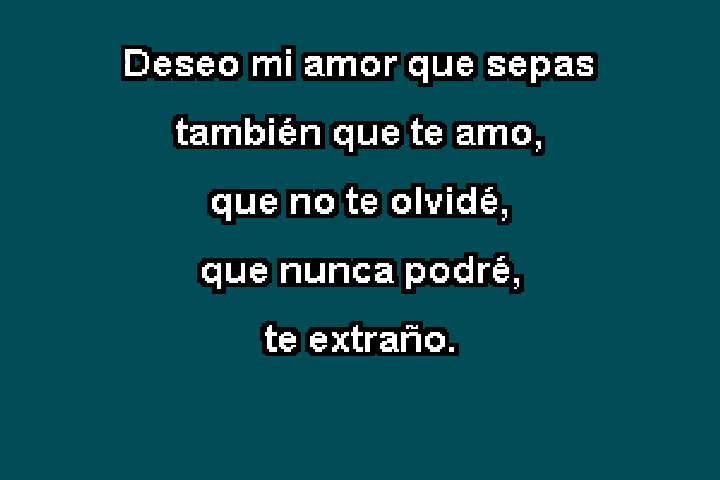 Deseo mi amor que sepas
también que te amo,
que no te olvidé,
que nunca podré,
te extraño.